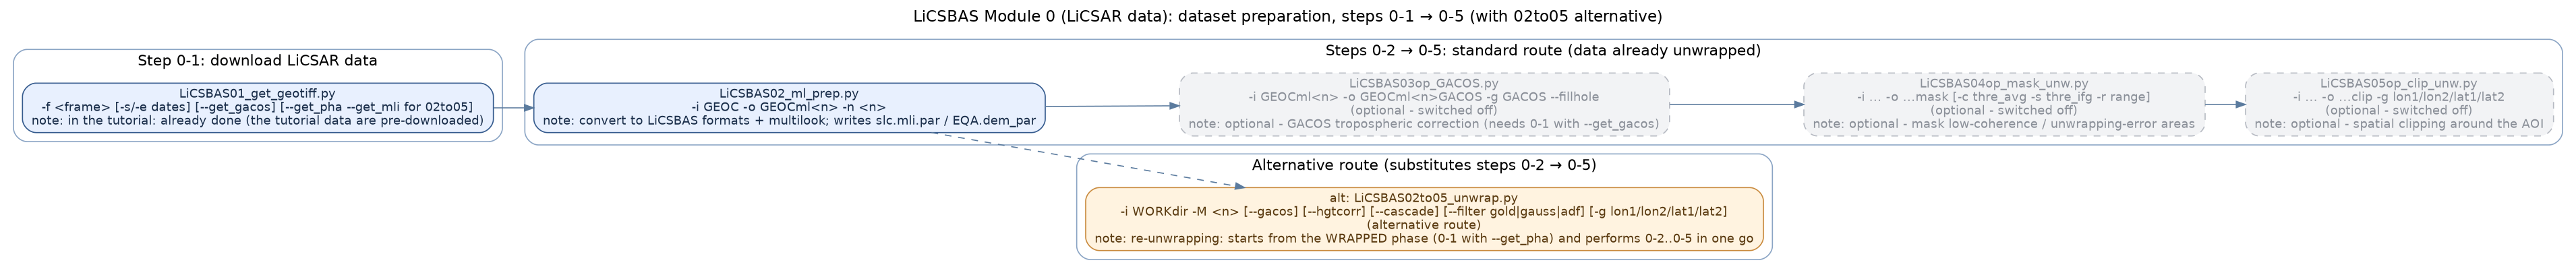 LiCSBAS Module 0 (LiCSAR data): dataset preparation, steps 0-1 → 0-5 (with 02to05 alternative)
Step 0-1: download LiCSAR data
LiCSBAS01_get_geotiff.py
-f <frame> [-s/-e dates] [--get_gacos] [--get_pha --get_mli for 02to05]
note: in the tutorial: already done (the tutorial data are pre-downloaded)
Steps 0-2 → 0-5: standard route (data already unwrapped)
LiCSBAS02_ml_prep.py
-i GEOC -o GEOCml<n> -n <n>
note: convert to LiCSBAS formats + multilook; writes slc.mli.par / EQA.dem_par
LiCSBAS03op_GACOS.py
-i GEOCml<n> -o GEOCml<n>GACOS -g GACOS --fillhole
(optional - switched off)
note: optional - GACOS tropospheric correction (needs 0-1 with --get_gacos)
LiCSBAS04op_mask_unw.py
-i ... -o ...mask [-c thre_avg -s thre_ifg -r range]
(optional - switched off)
note: optional - mask low-coherence / unwrapping-error areas
LiCSBAS05op_clip_unw.py
-i ... -o ...clip -g lon1/lon2/lat1/lat2
(optional - switched off)
note: optional - spatial clipping around the AOI
Alternative route (substitutes steps 0-2 → 0-5)
alt: LiCSBAS02to05_unwrap.py
-i WORKdir -M <n> [--gacos] [--hgtcorr] [--cascade] [--filter gold|gauss|adf] [-g lon1/lon2/lat1/lat2]
(alternative route)
note: re-unwrapping: starts from the WRAPPED phase (0-1 with --get_pha) and performs 0-2..0-5 in one go